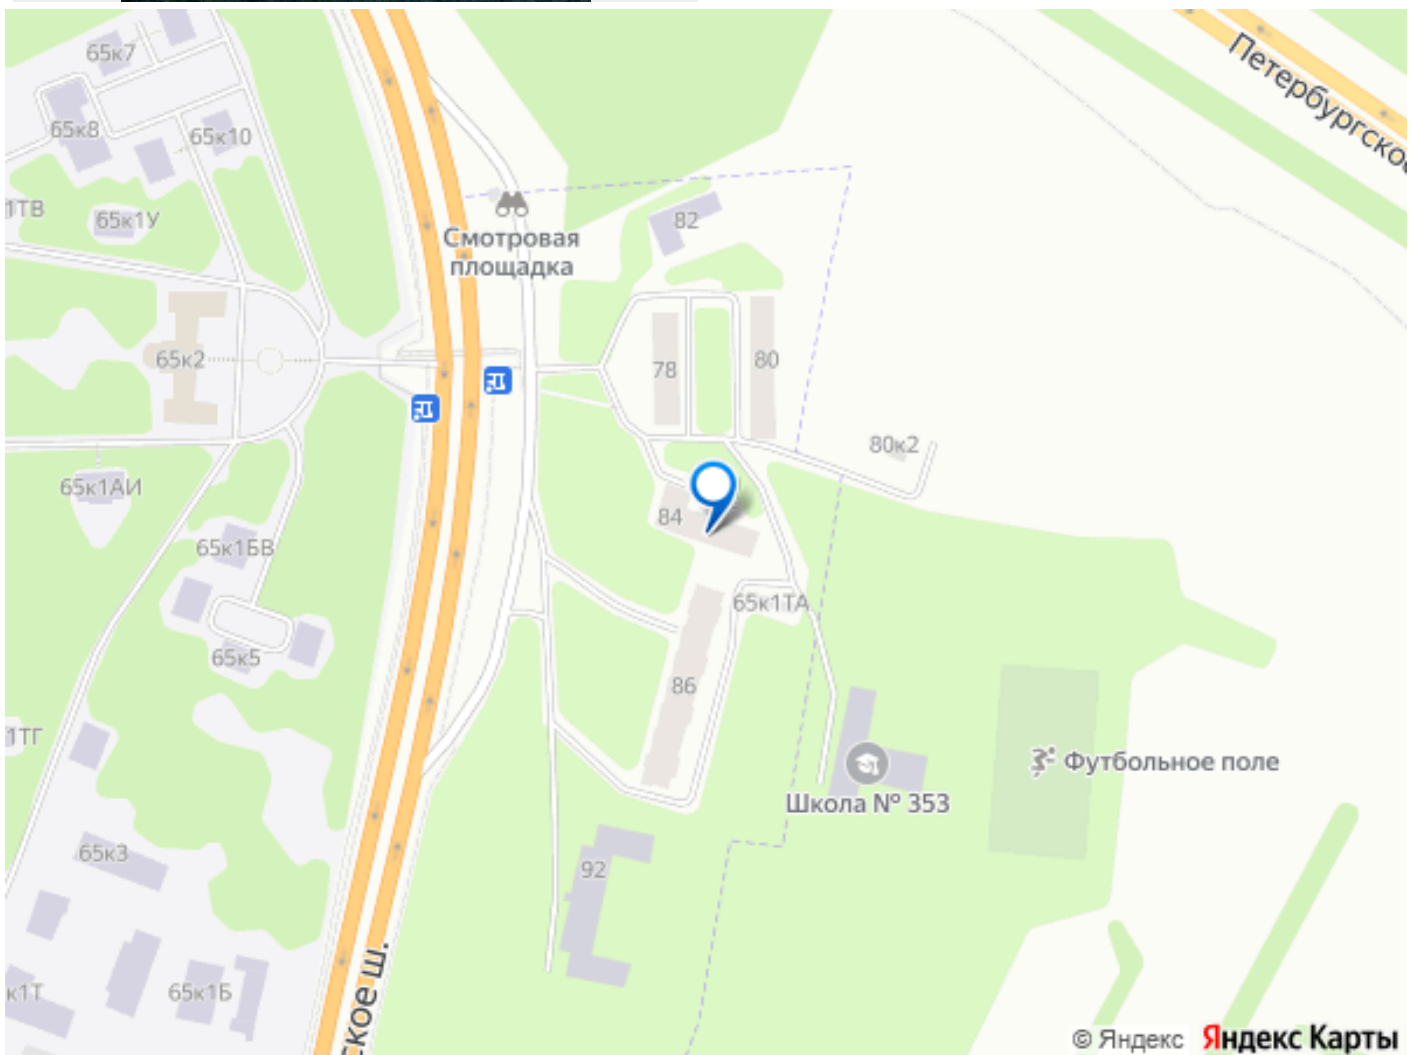 65к7
65к8
65к10
Петербургско
1ТВ
65к1У
82
Смотровая
площадка
65к2
78
80
80к2
65к1АИ
84
65к1БВ
65к1ТА
65к5
86
1ТГ
Футбольное поле
Школа № 353
65к3
92
к1Т
65к1Б
ское ш.
© Яндекс Яндекс Карты